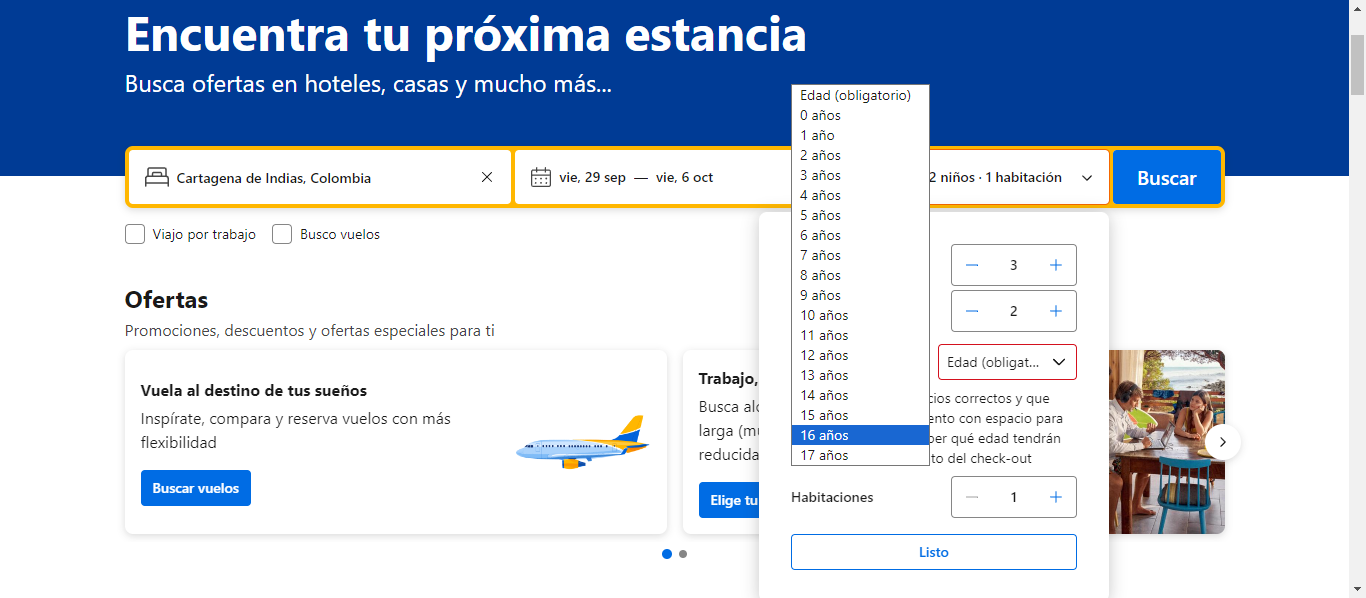 Encuentra tu próxima estancia
Busca ofertas en hoteles, casas y mucho más...
Cartagena de Indias, Colombia
vie, 29 sep — vie, 6 oct
2 niños · 1 habitación
Buscar
Edad (obligatorio)
0 años
1 año
2 años
3 años
4 años
5 años
6 años
7 años
8 años
9 años
10 años
11 años
12 años
13 años
14 años
15 años
16 años
17 años
Viajo por trabajo
Busco vuelos
3
2
Edad (obligat...
cios correctos y que
ento con espacio para
ber qué edad tendrán
to del check-out
Habitaciones
1
Listo
Ofertas
Promociones, descuentos y ofertas especiales para ti
Vuela al destino de tus sueños
Inspírate, compara y reserva vuelos con más
flexibilidad
Buscar vuelos
Trabajo,
Busca
larga
reducida
Elige tu